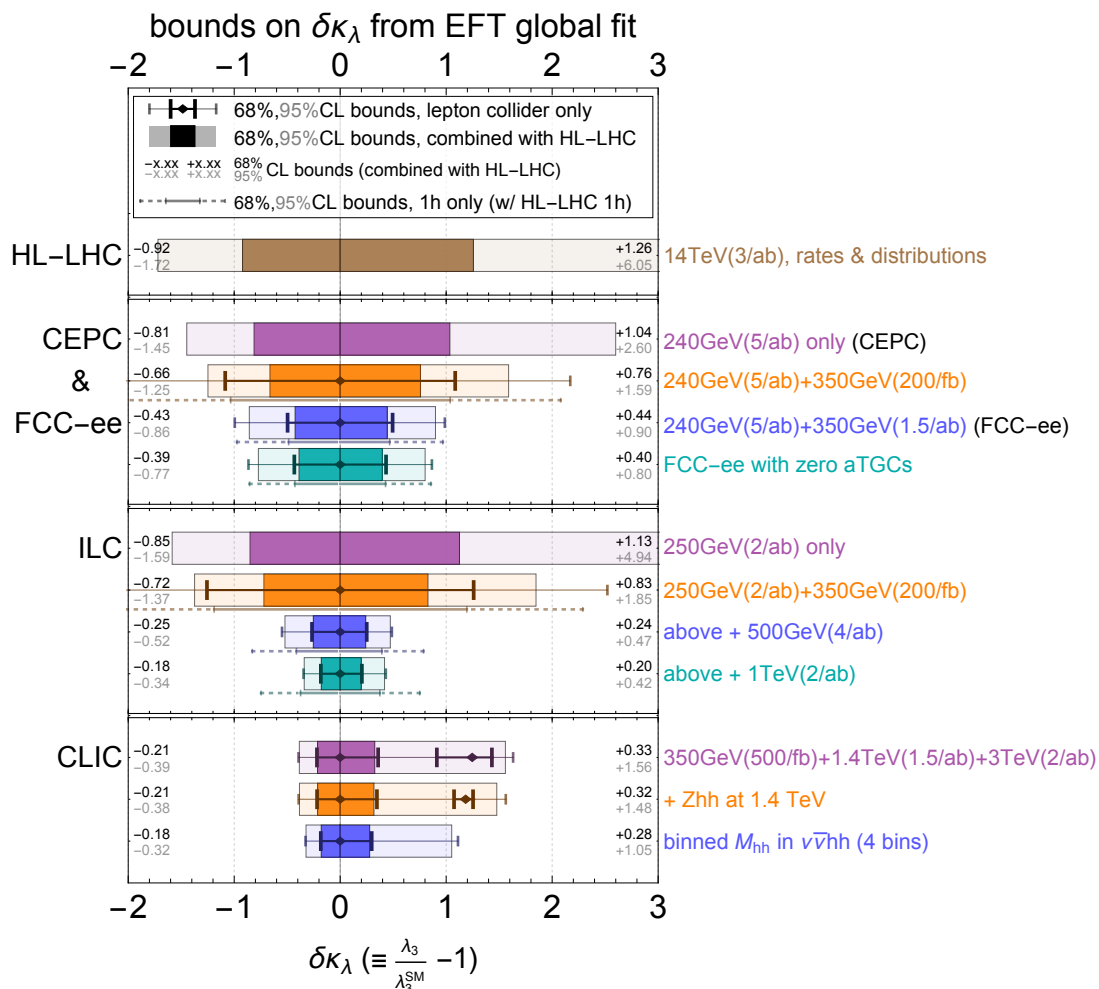 bounds on δκλ from EFT global fit
−2 −1 0 1 2 3
68%,95%CL bounds, lepton collider only
68%,95%CL bounds, combined with HL−LHC
−x.xx +x.xx 68%
−x.xx +x.xx 95% CL bounds (combined with HL−LHC)
68%,95%CL bounds, 1h only (w/ HL−LHC 1h)
HL−LHC −0.92 +1.26 14TeV(3/ab), rates & distributions
−1.72 +6.05
CEPC −0.81 +1.04 240GeV(5/ab) only (CEPC)
−1.45 +2.60
& −0.66 +0.76 240GeV(5/ab)+350GeV(200/fb)
−1.25 +1.59
FCC−ee −0.43 +0.44 240GeV(5/ab)+350GeV(1.5/ab) (FCC−ee)
−0.86 +0.90
−0.39 +0.40 FCC−ee with zero aTGCs
−0.77 +0.80
ILC −0.85 +1.13 250GeV(2/ab) only
−1.59 +4.94
−0.72 +0.83 250GeV(2/ab)+350GeV(200/fb)
−1.37 +1.85
−0.25 +0.24 above + 500GeV(4/ab)
−0.52 +0.47
−0.18 +0.20 above + 1TeV(2/ab)
−0.34 +0.42
CLIC −0.21 +0.33 350GeV(500/fb)+1.4TeV(1.5/ab)+3TeV(2/ab)
−0.39 +1.56
−0.21 +0.32 + Zhh at 1.4 TeV
−0.38 +1.48
−0.18 +0.28 binned Mhh in νν̄hh (4 bins)
−0.32 +1.05
−2 −1 0 1 2 3
δκλ (≡ λ3/λ3SM −1)